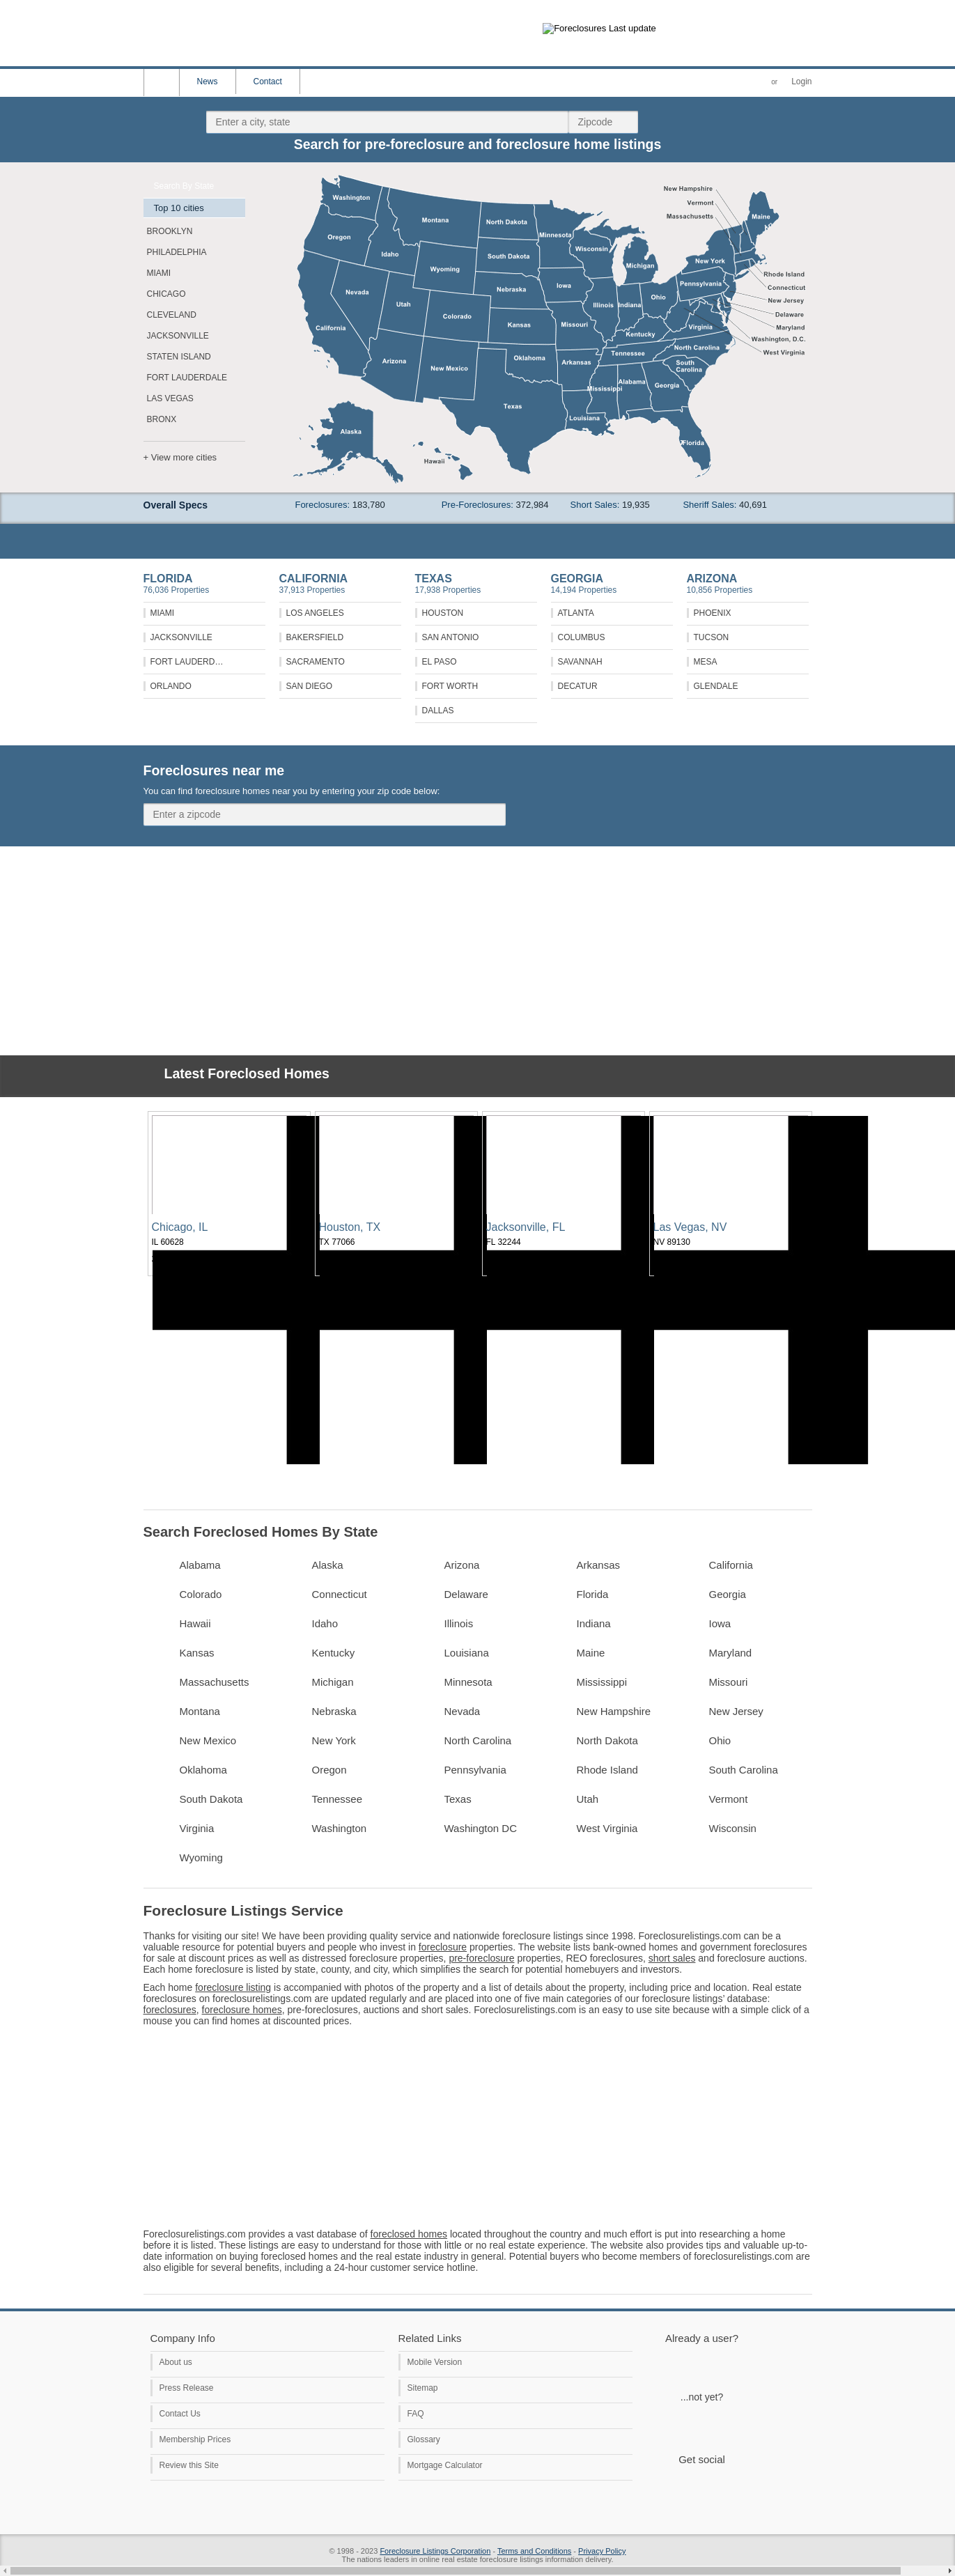 Foreclosures Last update
News
Contact
or
Login
Enter a city, state
Zipcode
Search for pre-foreclosure and foreclosure home listings
Search By State
Top 10 cities
BROOKLYN
PHILADELPHIA
MIAMI
CHICAGO
CLEVELAND
JACKSONVILLE
STATEN ISLAND
FORT LAUDERDALE
LAS VEGAS
BRONX
+ View more cities
Washington
Oregon
California
Nevada
Idaho
Montana
Wyoming
Utah
Arizona
Colorado
New Mexico
North Dakota
South Dakota
Nebraska
Kansas
Oklahoma
Texas
Minnesota
Iowa
Missouri
Arkansas
Louisiana
Wisconsin
Illinois
Michigan
Indiana
Ohio
Kentucky
Tennessee
Mississippi
Alabama
Georgia
Florida
South Carolina
North Carolina
Virginia
Pennsylvania
New York
Maine
New Hampshire
Vermont
Massachusetts
Rhode Island
Connecticut
New Jersey
Delaware
Maryland
Washington, D.C.
West Virginia
Alaska
Hawaii
Overall Specs
Foreclosures: 183,780
Pre-Foreclosures: 372,984
Short Sales: 19,935
Sheriff Sales: 40,691
FLORIDA
76,036 Properties
MIAMI
JACKSONVILLE
FORT LAUDERD…
ORLANDO
CALIFORNIA
37,913 Properties
LOS ANGELES
BAKERSFIELD
SACRAMENTO
SAN DIEGO
TEXAS
17,938 Properties
HOUSTON
SAN ANTONIO
EL PASO
FORT WORTH
DALLAS
GEORGIA
14,194 Properties
ATLANTA
COLUMBUS
SAVANNAH
DECATUR
ARIZONA
10,856 Properties
PHOENIX
TUCSON
MESA
GLENDALE
Foreclosures near me
You can find foreclosure homes near you by entering your zip code below:
Enter a zipcode
Latest Foreclosed Homes
Chicago, IL
IL 60628
Houston, TX
TX 77066
Jacksonville, FL
FL 32244
Las Vegas, NV
NV 89130
Search Foreclosed Homes By State
Alabama Alaska Arizona Arkansas California
Colorado Connecticut Delaware Florida Georgia
Hawaii Idaho Illinois Indiana Iowa
Kansas Kentucky Louisiana Maine Maryland
Massachusetts Michigan Minnesota Mississippi Missouri
Montana Nebraska Nevada New Hampshire New Jersey
New Mexico New York North Carolina North Dakota Ohio
Oklahoma Oregon Pennsylvania Rhode Island South Carolina
South Dakota Tennessee Texas Utah Vermont
Virginia Washington Washington DC West Virginia Wisconsin
Wyoming
Foreclosure Listings Service
Thanks for visiting our site! We have been providing quality service and nationwide foreclosure listings since 1998. Foreclosurelistings.com can be a
valuable resource for potential buyers and people who invest in foreclosure properties. The website lists bank-owned homes and government foreclosures
for sale at discount prices as well as distressed foreclosure properties, pre-foreclosure properties, REO foreclosures, short sales and foreclosure auctions.
Each home foreclosure is listed by state, county, and city, which simplifies the search for potential homebuyers and investors.
Each home foreclosure listing is accompanied with photos of the property and a list of details about the property, including price and location. Real estate
foreclosures on foreclosurelistings.com are updated regularly and are placed into one of five main categories of our foreclosure listings' database:
foreclosures, foreclosure homes, pre-foreclosures, auctions and short sales. Foreclosurelistings.com is an easy to use site because with a simple click of a
mouse you can find homes at discounted prices.
Foreclosurelistings.com provides a vast database of foreclosed homes located throughout the country and much effort is put into researching a home
before it is listed. These listings are easy to understand for those with little or no real estate experience. The website also provides tips and valuable up-to-
date information on buying foreclosed homes and the real estate industry in general. Potential buyers who become members of foreclosurelistings.com are
also eligible for several benefits, including a 24-hour customer service hotline.
Company Info
About us
Press Release
Contact Us
Membership Prices
Review this Site
Related Links
Mobile Version
Sitemap
FAQ
Glossary
Mortgage Calculator
Already a user?
...not yet?
Get social
© 1998 - 2023 Foreclosure Listings Corporation - Terms and Conditions - Privacy Policy
The nations leaders in online real estate foreclosure listings information delivery.